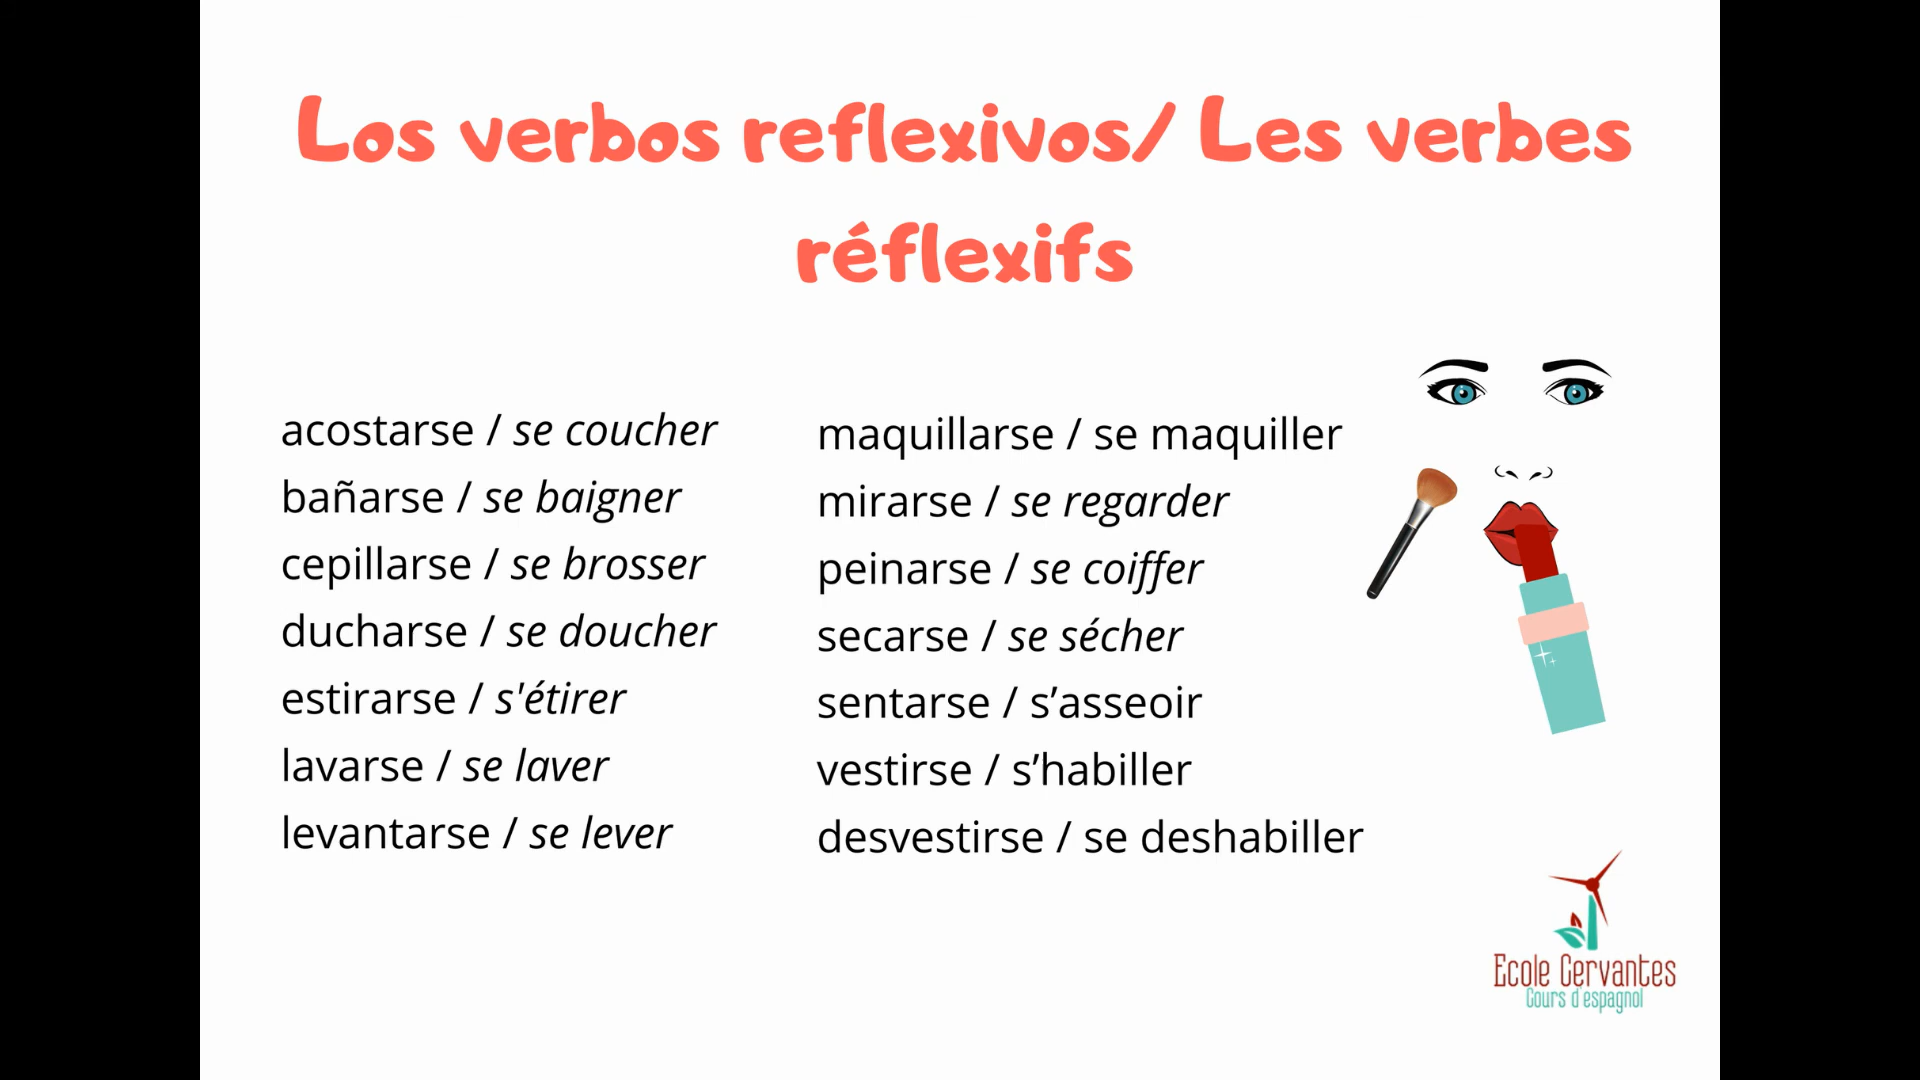 Los verbos reflexivos/ Les verbes
réflexifs
acostarse / se coucher
bañarse / se baigner
cepillarse / se brosser
ducharse / se doucher
estirarse / s'étirer
lavarse / se laver
levantarse / se lever
maquillarse / se maquiller
mirarse / se regarder
peinarse / se coiffer
secarse / se sécher
sentarse / s’asseoir
vestirse / s’habiller
desvestirse / se deshabiller
Ecole Cervantes
Cours d'espagnol